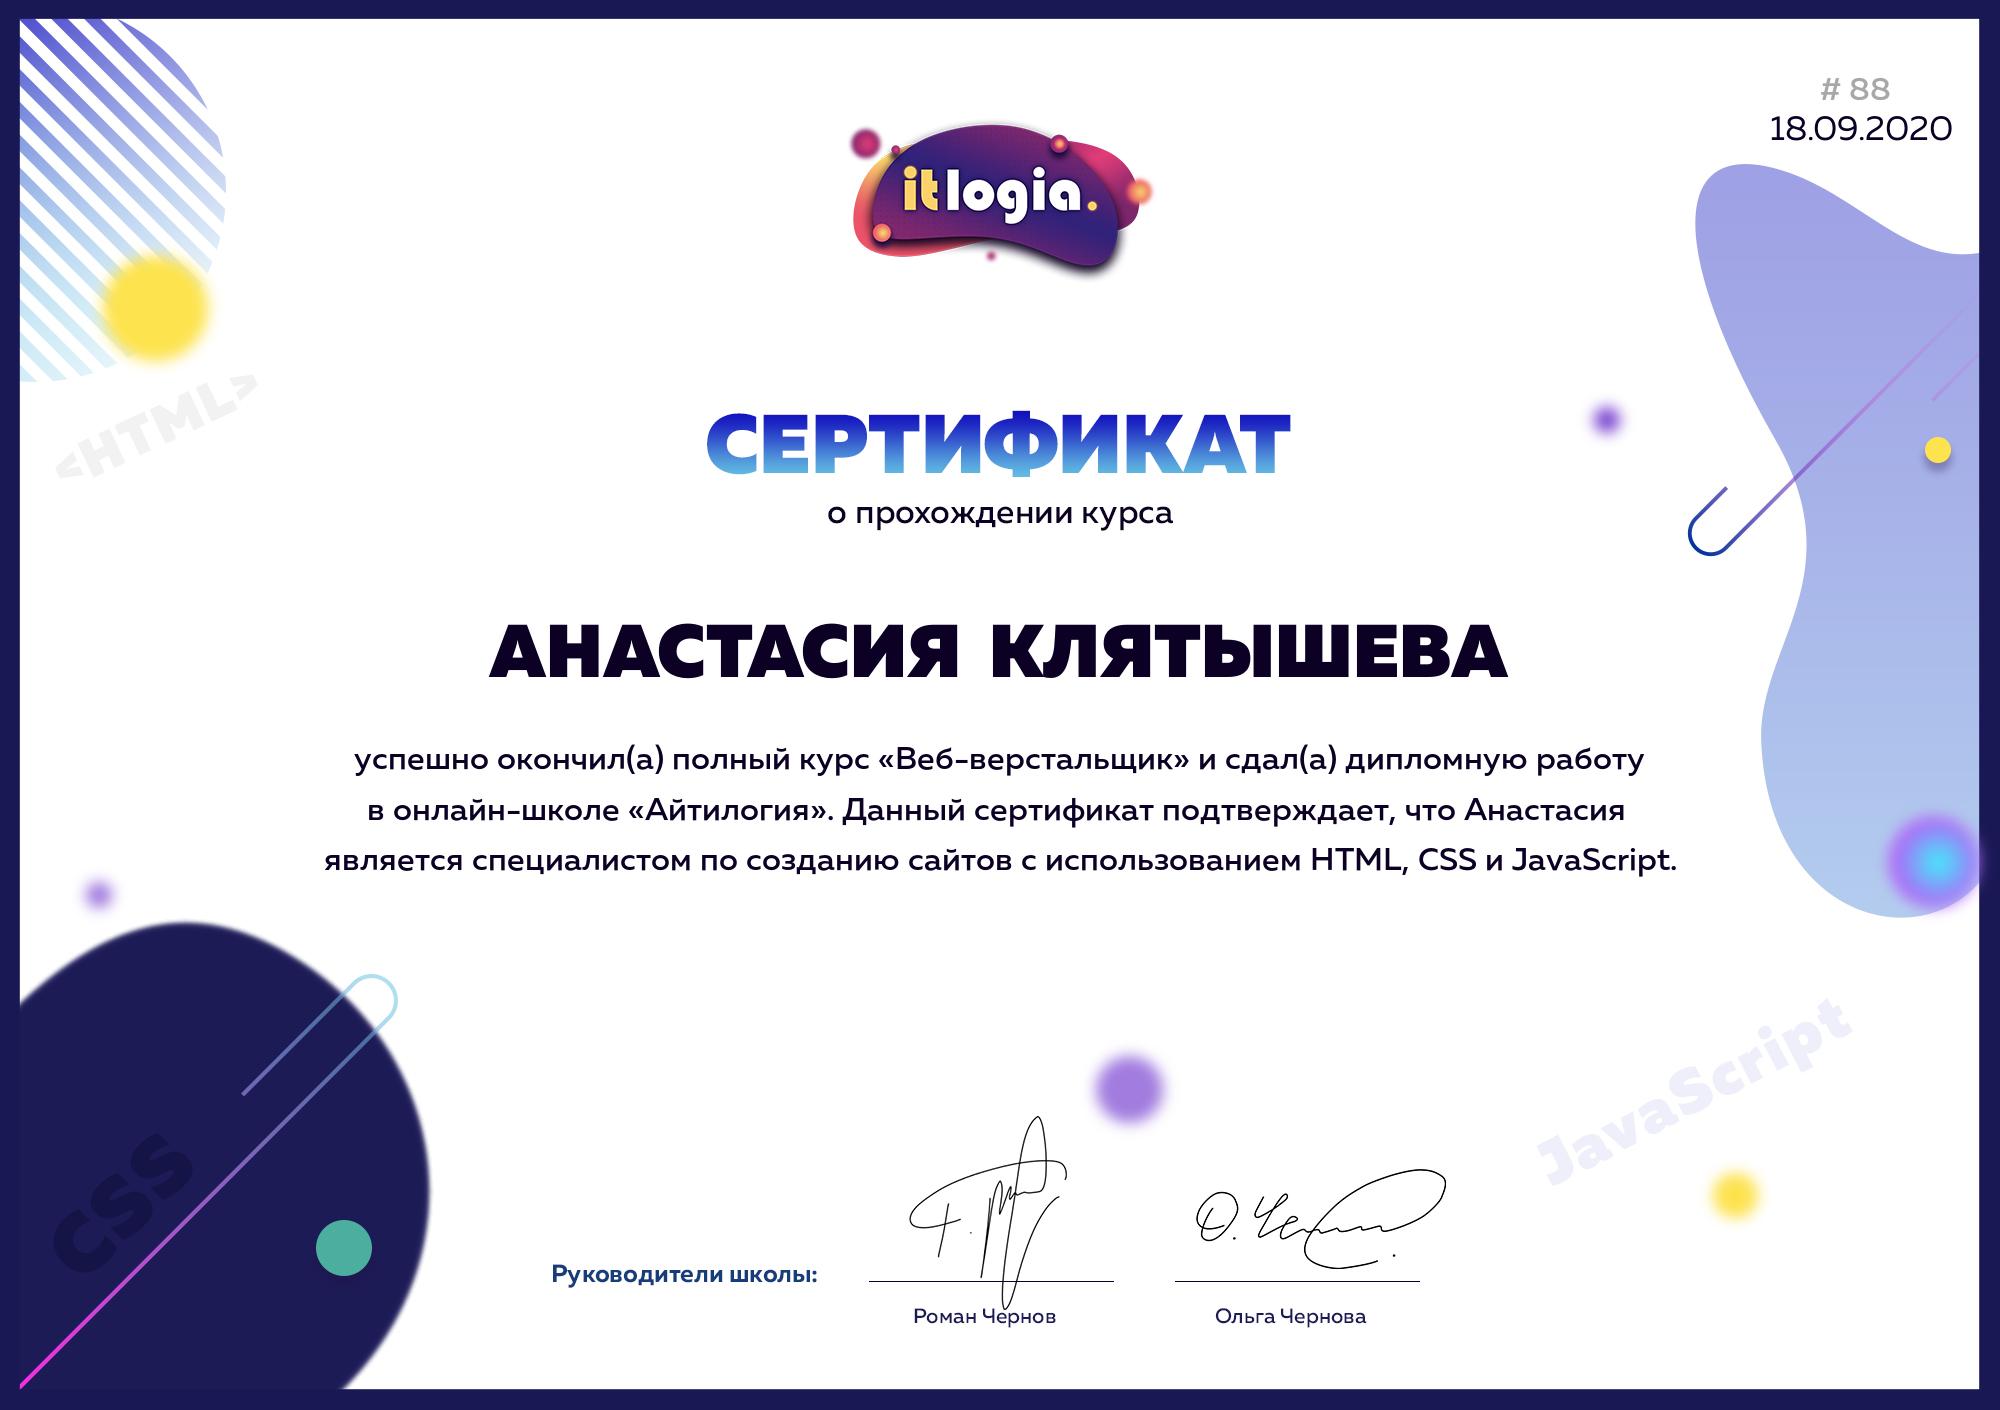 # 88
18.09.2020
itlogia.
<HTML>
СЕРТИФИКАТ
о прохождении курса
АНАСТАСИЯ КЛЯТЫШЕВА
успешно окончил(а) полный курс «Веб-верстальщик» и сдал(а) дипломную работу
в онлайн-школе «Айтилогия». Данный сертификат подтверждает, что Анастасия
является специалистом по созданию сайтов с использованием HTML, CSS и JavaScript.
JavaScript
CSS
Руководители школы:
Роман Чернов
Ольга Чернова